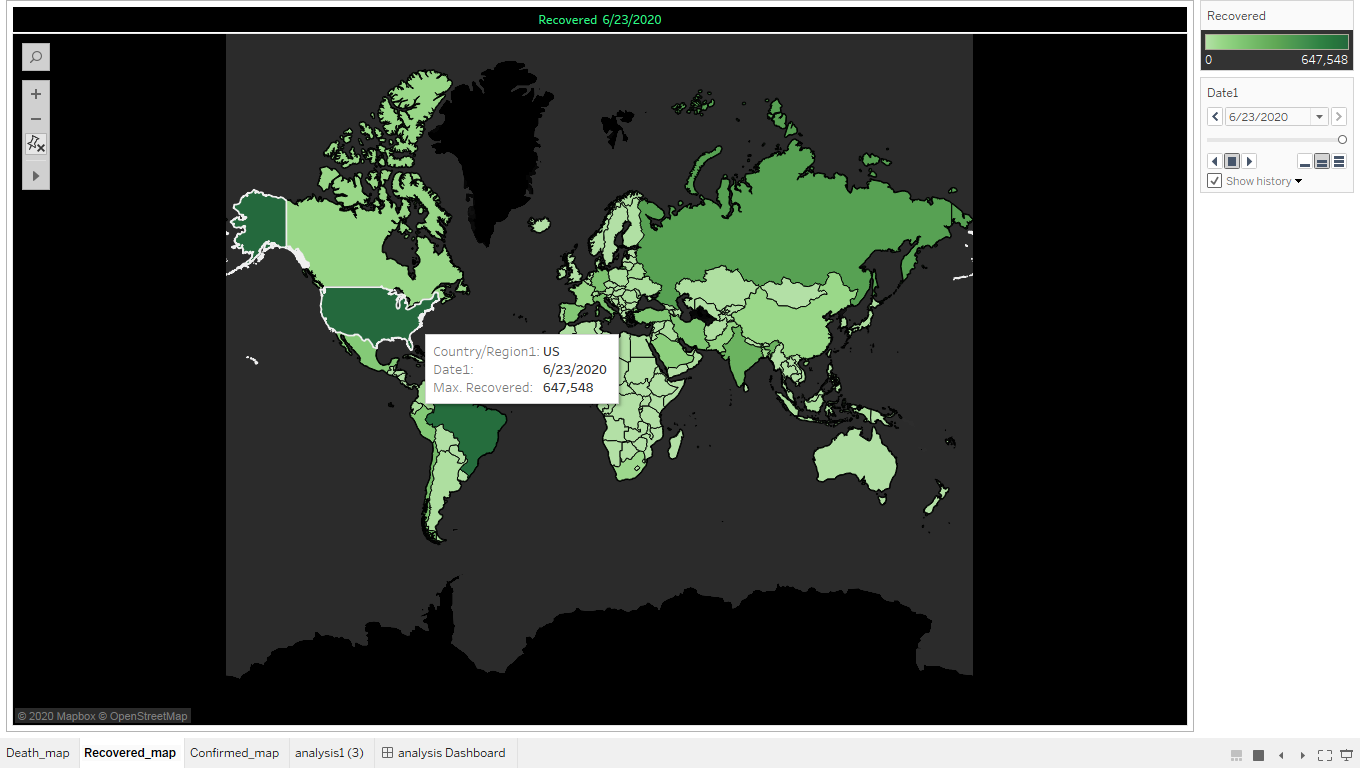 Recovered 6/23/2020
Country/Region1: US
Date1: 6/23/2020
Max. Recovered: 647,548
© 2020 Mapbox © OpenStreetMap
Recovered
0 647,548
Date1
6/23/2020
Show history
Death_map Recovered_map Confirmed_map analysis1 (3) analysis Dashboard